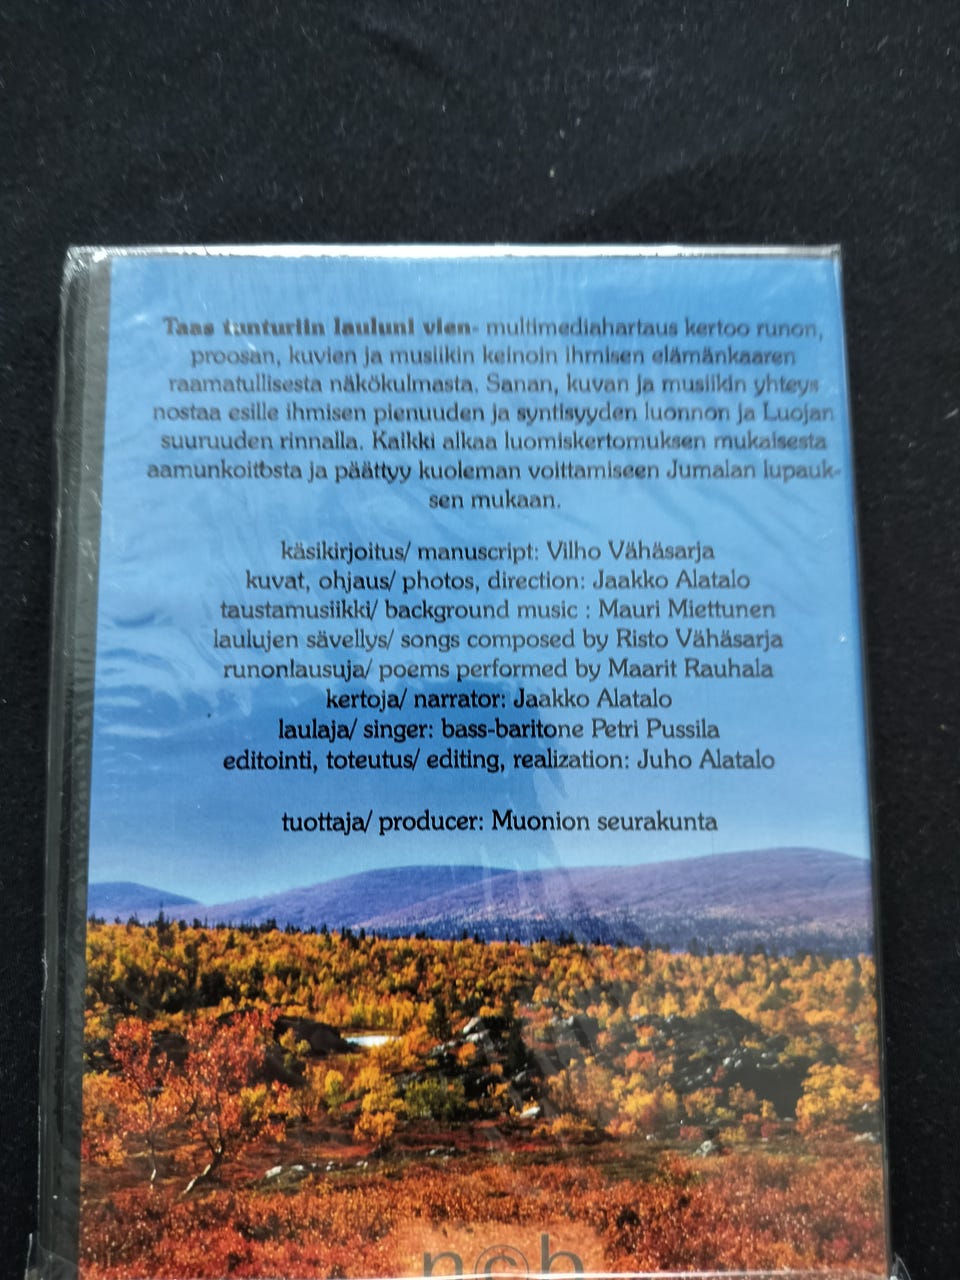 Taas tunturiin lauluni vien- multimediahartaus kertoo runon,
proosan, kuvien ja musiikin keinoin ihmisen elämänkaaren
raamatullisesta näkökulmasta. Sanan, kuvan ja musiikin yhteys
nostaa esille ihmisen pienuuden ja syntisyyden luonnon ja Luojan
suuruuden rinnalla. Kaikki alkaa luomiskertomuksen mukaisesta
aamunkoitosta ja päättyy kuoleman voittamiseen Jumalan lupauk-
sen mukaan.
käsikirjoitus/ manuscript: Vilho Vähäsarja
kuvat, ohjaus/ photos, direction: Jaakko Alatalo
taustamusiikki/ background music : Mauri Miettunen
laulujen sävellys/ songs composed by Risto Vähäsarja
runonlausuja/ poems performed by Maarit Rauhala
kertoja/ narrator: Jaakko Alatalo
laulaja/ singer: bass-baritone Petri Pussila
editointi, toteutus/ editing, realization: Juho Alatalo
tuottaja/ producer: Muonion seurakunta
n©b